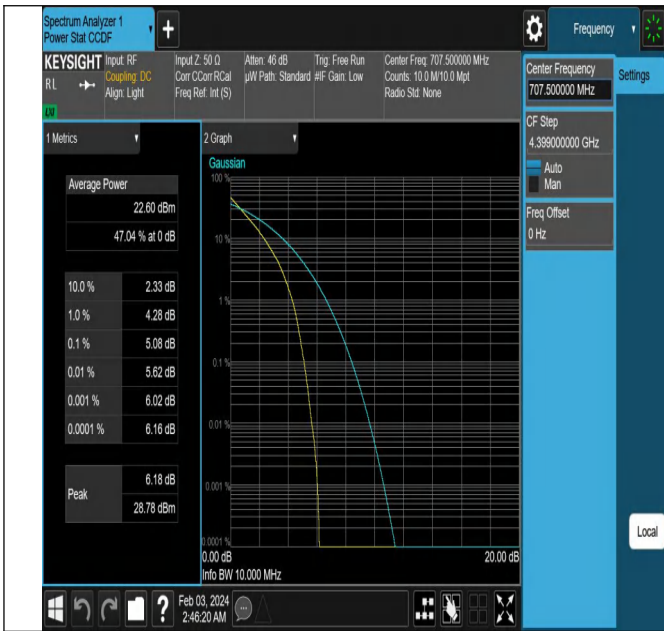 Spectrum Analyzer 1
Power Stat CCDF
Frequency
KEYSIGHT
RL
LXI
Input: RF
Coupling: DC
Align: Light
Input Z: 50 Ω
Corr CCorr RCal
Freq Ref: Int (S)
Atten: 46 dB
µW Path: Standard
Trig: Free Run
#IF Gain: Low
Center Freq: 707.500000 MHz
Counts: 10.0 M/10.0 Mpt
Radio Std: None
Center Frequency
707.500000 MHz
Settings
CF Step
4.399000000 GHz
Auto
Man
Freq Offset
0 Hz
1 Metrics
Average Power
22.60 dBm
47.04 % at 0 dB
10.0 % 2.33 dB
1.0 % 4.28 dB
0.1 % 5.08 dB
0.01 % 5.62 dB
0.001 % 6.02 dB
0.0001 % 6.16 dB
Peak
6.18 dB
28.78 dBm
2 Graph
Gaussian
100 %
10 %
1 %
0.1 %
0.01 %
0.001 %
0.0001 %
0.00 dB
20.00 dB
Info BW 10.000 MHz
Local
?
Feb 03, 2024
2:46:20 AM